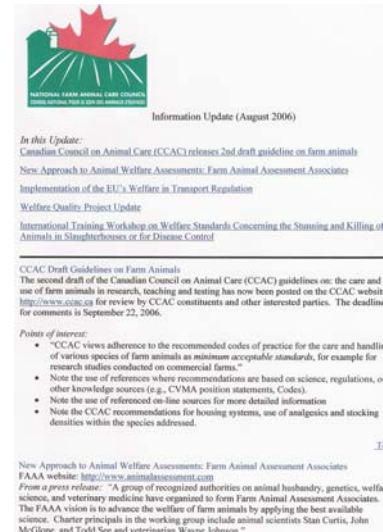 NATIONAL FARM ANIMAL CARE COUNCIL
Information Update (August 2006)
In this Update:
Canadian Council on Animal Care (CCAC) releases 2nd draft guideline on farm animals
New Approach to Animal Welfare Assessments: Farm Animal Assessment Associates
Implementation of the EU's Welfare in Transport Regulation
Welfare Quality Project Update
International Training Workshop on Welfare Standards Concerning the Stunning and Killing of
Animals in Slaughterhouses or for Disease Control
CCAC Draft Guidelines on Farm Animals
The second draft of the Canadian Council on Animal Care (CCAC) guidelines on: the care and
use of farm animals in research, teaching and testing has now been posted on the CCAC websit
http://www.ccac.ca for review by CCAC constituents and other interested parties. The deadline
for comments is September 22, 2006.
Points of interest:
• "CCAC views adherence to the recommended codes of practice for the care and handlin
of various species of farm animals as minimum acceptable standards, for example for
research studies conducted on commercial farms."
• Note the use of references where recommendations are based on science, regulations, o
other knowledge sources (e.g., CVMA position statements, Codes).
• Note the use of referenced on-line sources for more detailed information
• Note the CCAC recommendations for housing systems, use of analgesics and stocking
densities within the species addressed.
New Approach to Animal Welfare Assessments: Farm Animal Assessment Associates
FAAA website: http://www.animalassessment.com
From a press release: "A group of recognized authorities on animal husbandry, genetics, welfa
science, and veterinary medicine have organized to form Farm Animal Assessment Associates.
The FAAA vision is to advance the welfare of farm animals by applying the best available
science. Charter principals in the working group include animal scientists Stan Curtis, John
McGlone, and Todd See and veterinarian Wayne Johnson."